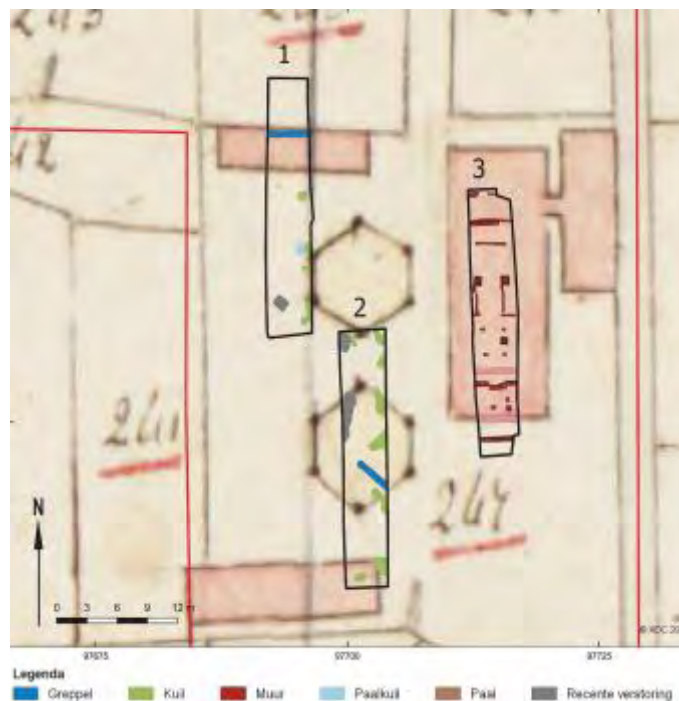 1
3
2
247
N
0 3 6 9 12 m
97675 97700 97725
Legenda
Greppel Kuil Muur Paalkuil Paal Recente verstoring